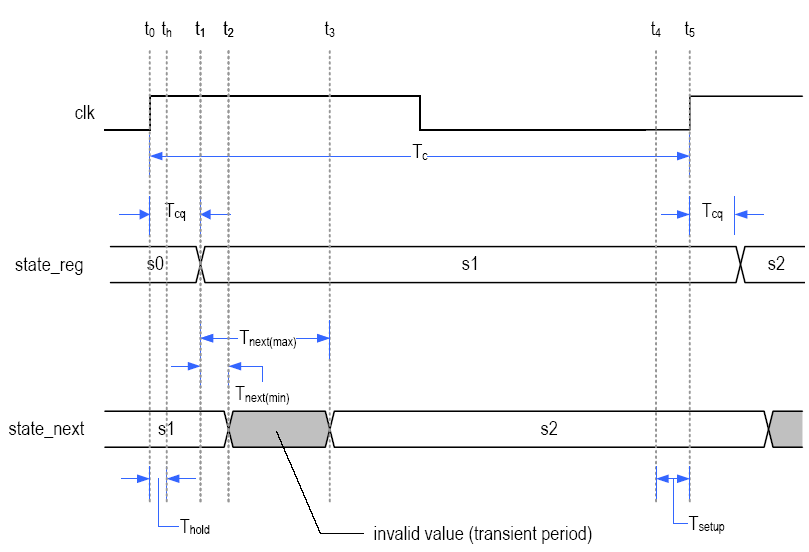 t0 th t1 t2 t3 t4 t5
clk
Tc
Tcq Tcq
state_reg s0 s1 s2
Tnext(max)
Tnext(min)
state_next s1 s2
Thold Tsetup
invalid value (transient period)